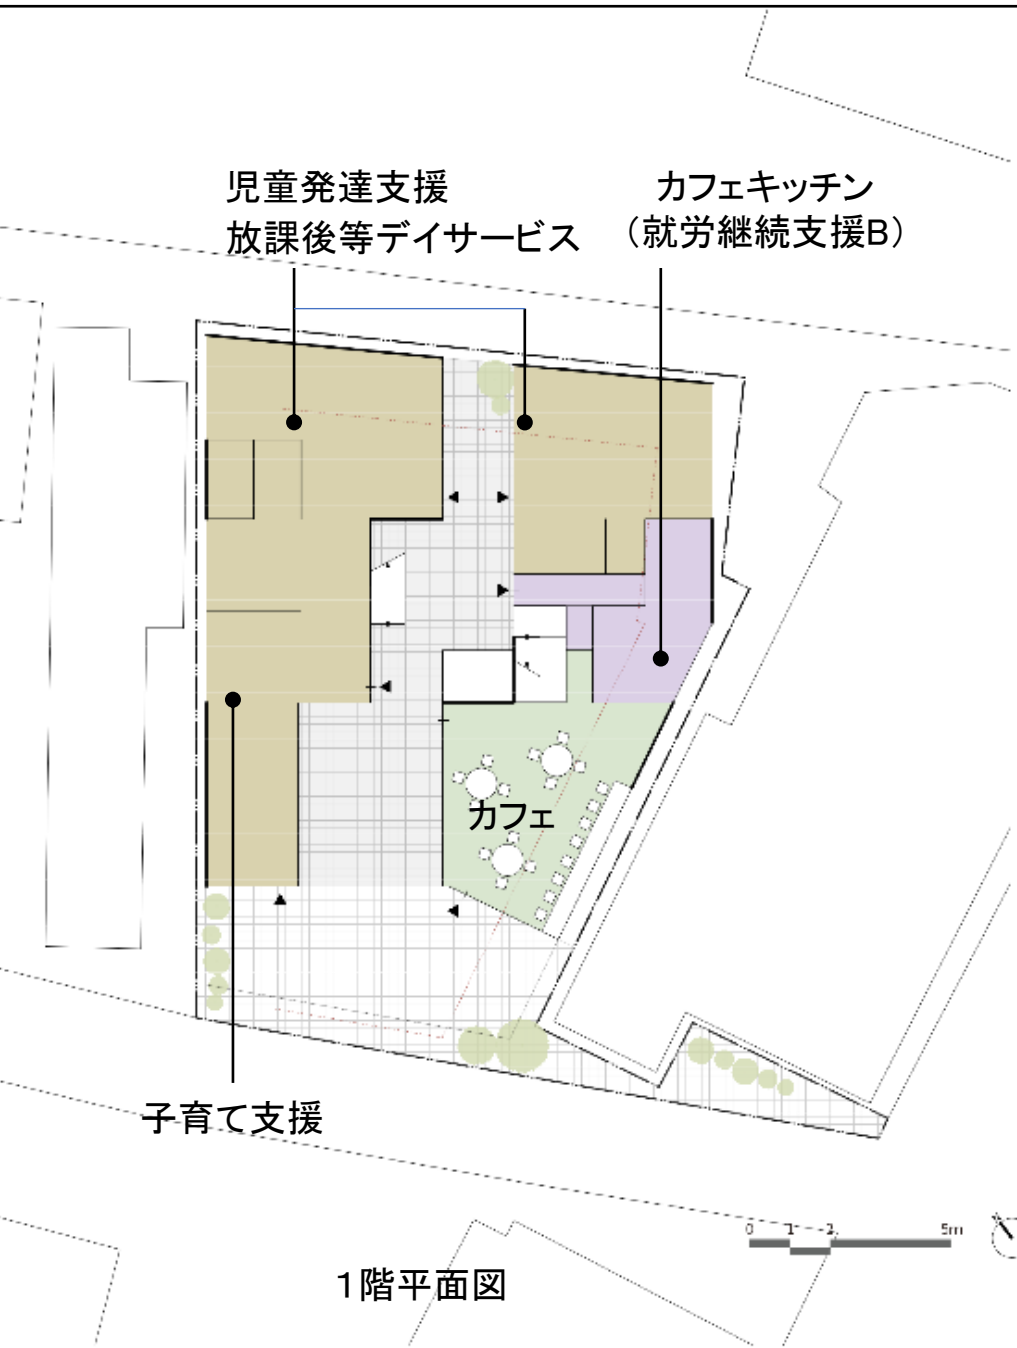 児童発達支援
放課後等デイサービス
カフェキッチン
（就労継続支援B）
カフェ
子育て支援
0 1 2 5m
1階平面図